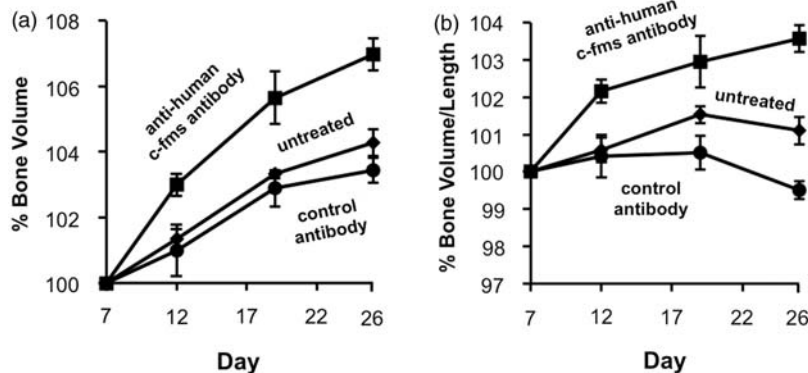 (a)
% Bone Volume
108
106
104
102
100
7 12 17 22 26
anti-human
c-fms antibody
untreated
control
antibody
Day
(b)
% Bone Volume/Length
104
103
102
101
100
99
98
97
7 12 17 22 26
anti-human
c-fms antibody
untreated
control
antibody
Day